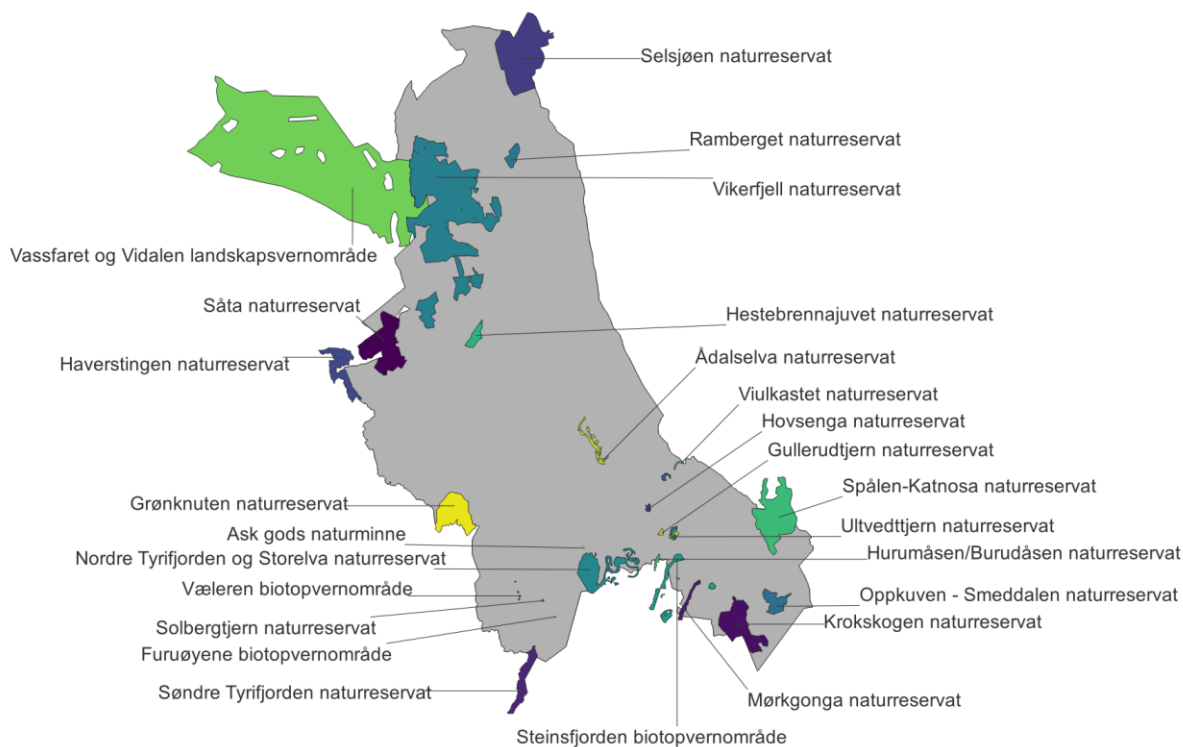 Selsjøen naturreservat
Ramberget naturreservat
Vikerfjell naturreservat
Vassfaret og Vidalen landskapsvernområde
Såta naturreservat
Hestebrennajuvet naturreservat
Haverstingen naturreservat
Ådalselva naturreservat
Viulkastet naturreservat
Hovsenga naturreservat
Gullerudtjern naturreservat
Spålen-Katnosa naturreservat
Grønknuten naturreservat
Ultvedttjern naturreservat
Ask gods naturminne
Hurumåsen/Burudåsen naturreservat
Nordre Tyrifjorden og Storelva naturreservat
Væleren biotopvernområde
Oppkuven - Smeddalen naturreservat
Krokskogen naturreservat
Solbergtjern naturreservat
Furuøyene biotopvernområde
Søndre Tyrifjorden naturreservat
Mørkgonga naturreservat
Steinsfjorden biotopvernområde